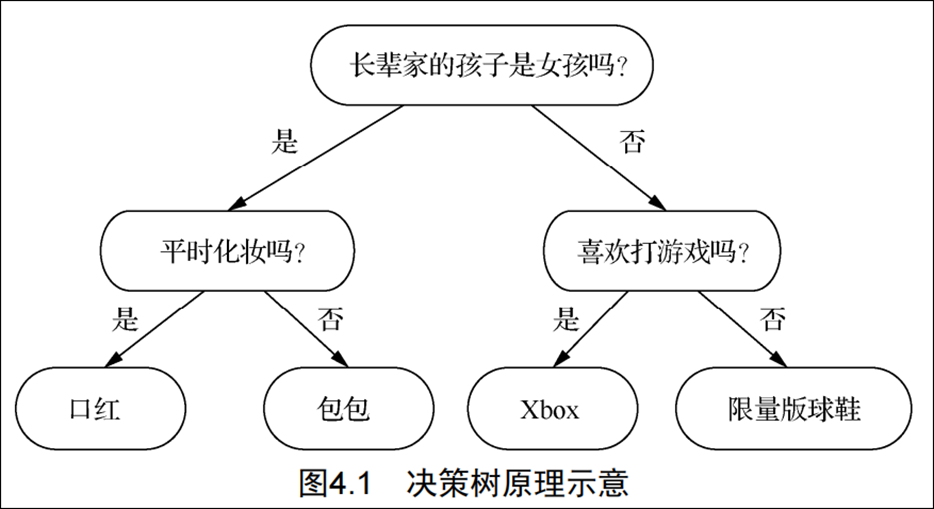 长辈家的孩子是女孩吗?
是
否
平时化妆吗?
喜欢打游戏吗?
是
否
是
否
口红
包包
Xbox
限量版球鞋
图4.1 决策树原理示意